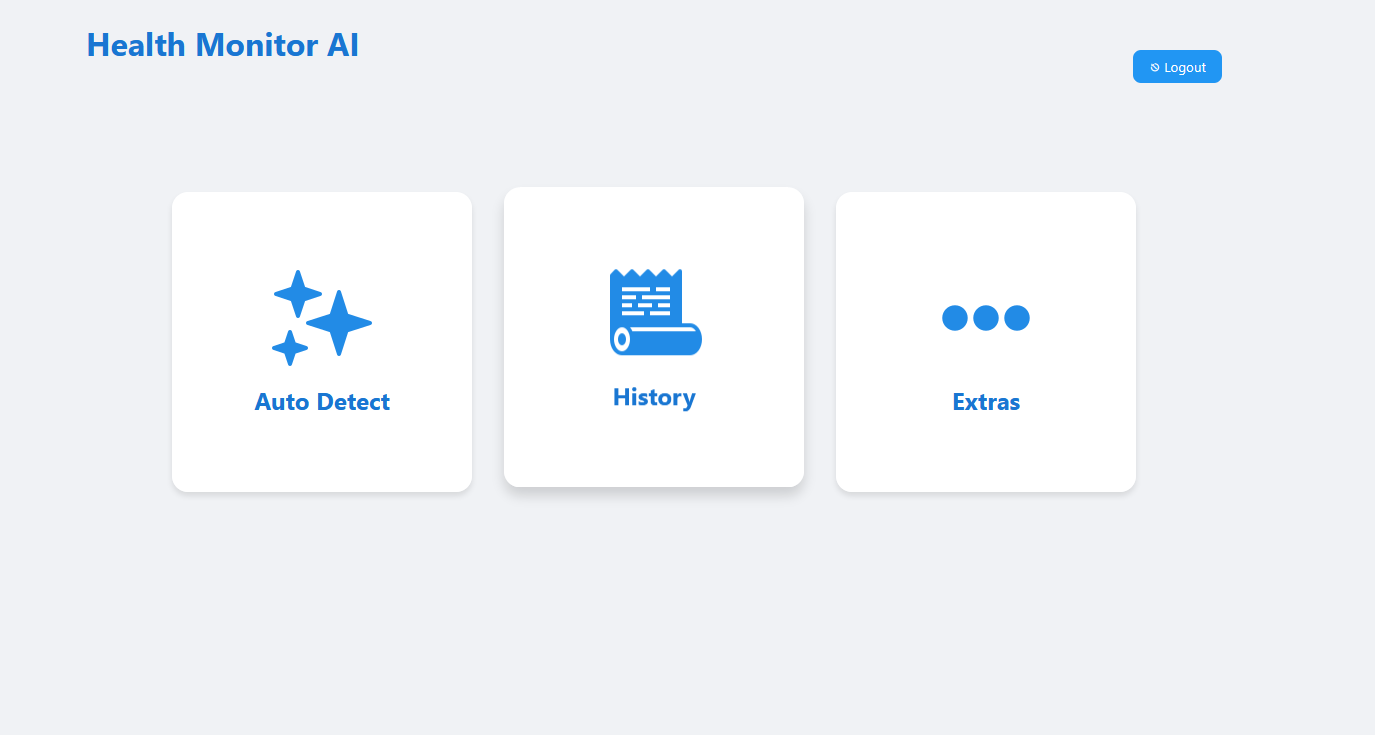 Health Monitor AI
Logout
Auto Detect
History
Extras